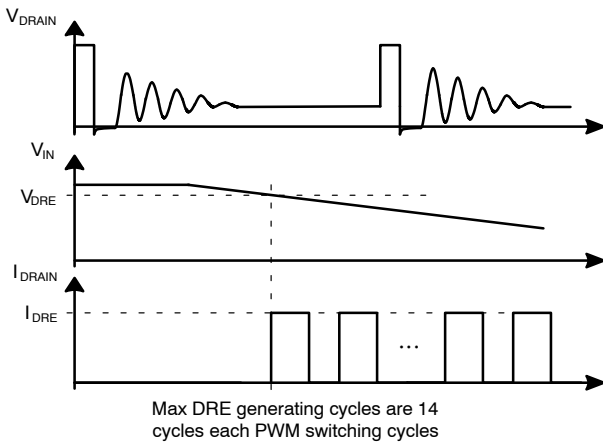 VDRAIN
VIN
VDRE
IDRAIN
IDRE
...
Max DRE generating cycles are 14
cycles each PWM switching cycles